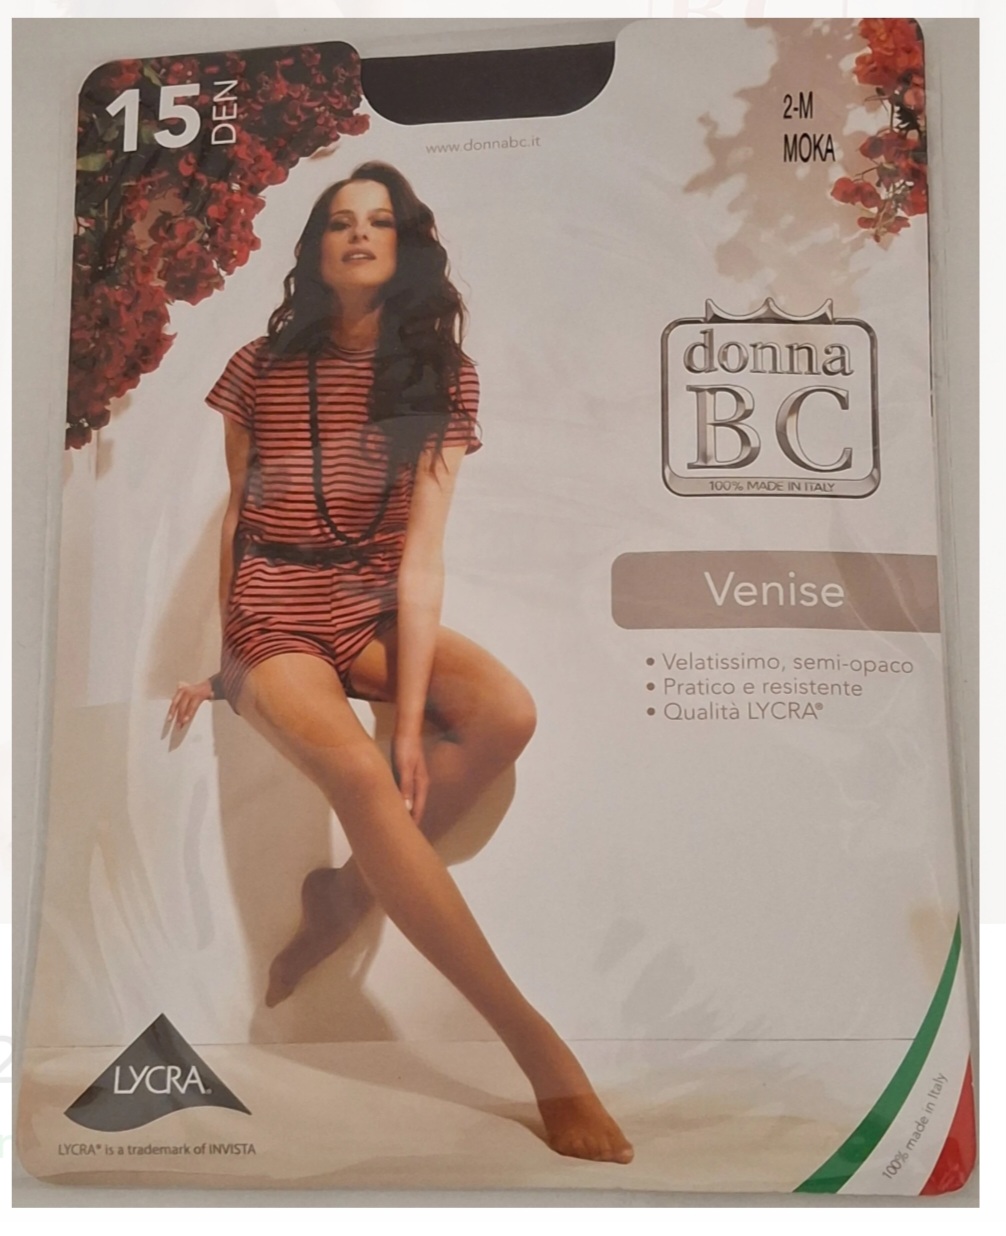 15 DEN
www.donnabc.it
2-M
MOKA
donna
BC
100% MADE IN ITALY
Venise
• Velatissimo, semi-opaco
• Pratico e resistente
• Qualità LYCRA®
LYCRA®
LYCRA® is a trademark of INVISTA
100% made in Italy